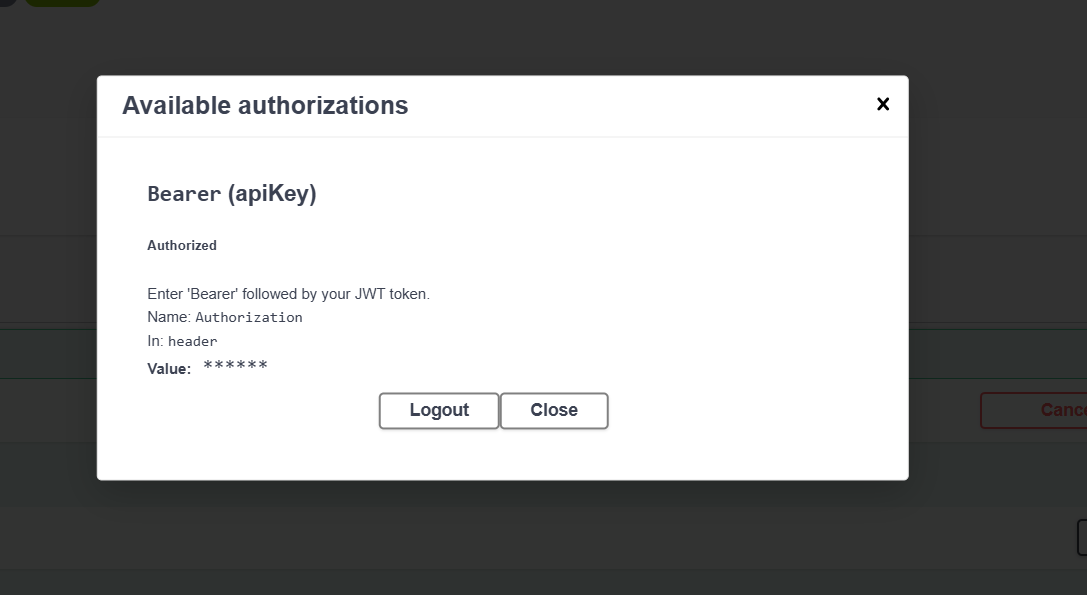 Available authorizations
Bearer (apiKey)
Authorized
Enter 'Bearer' followed by your JWT token.
Name: Authorization
In: header
Value: ******
Logout
Close